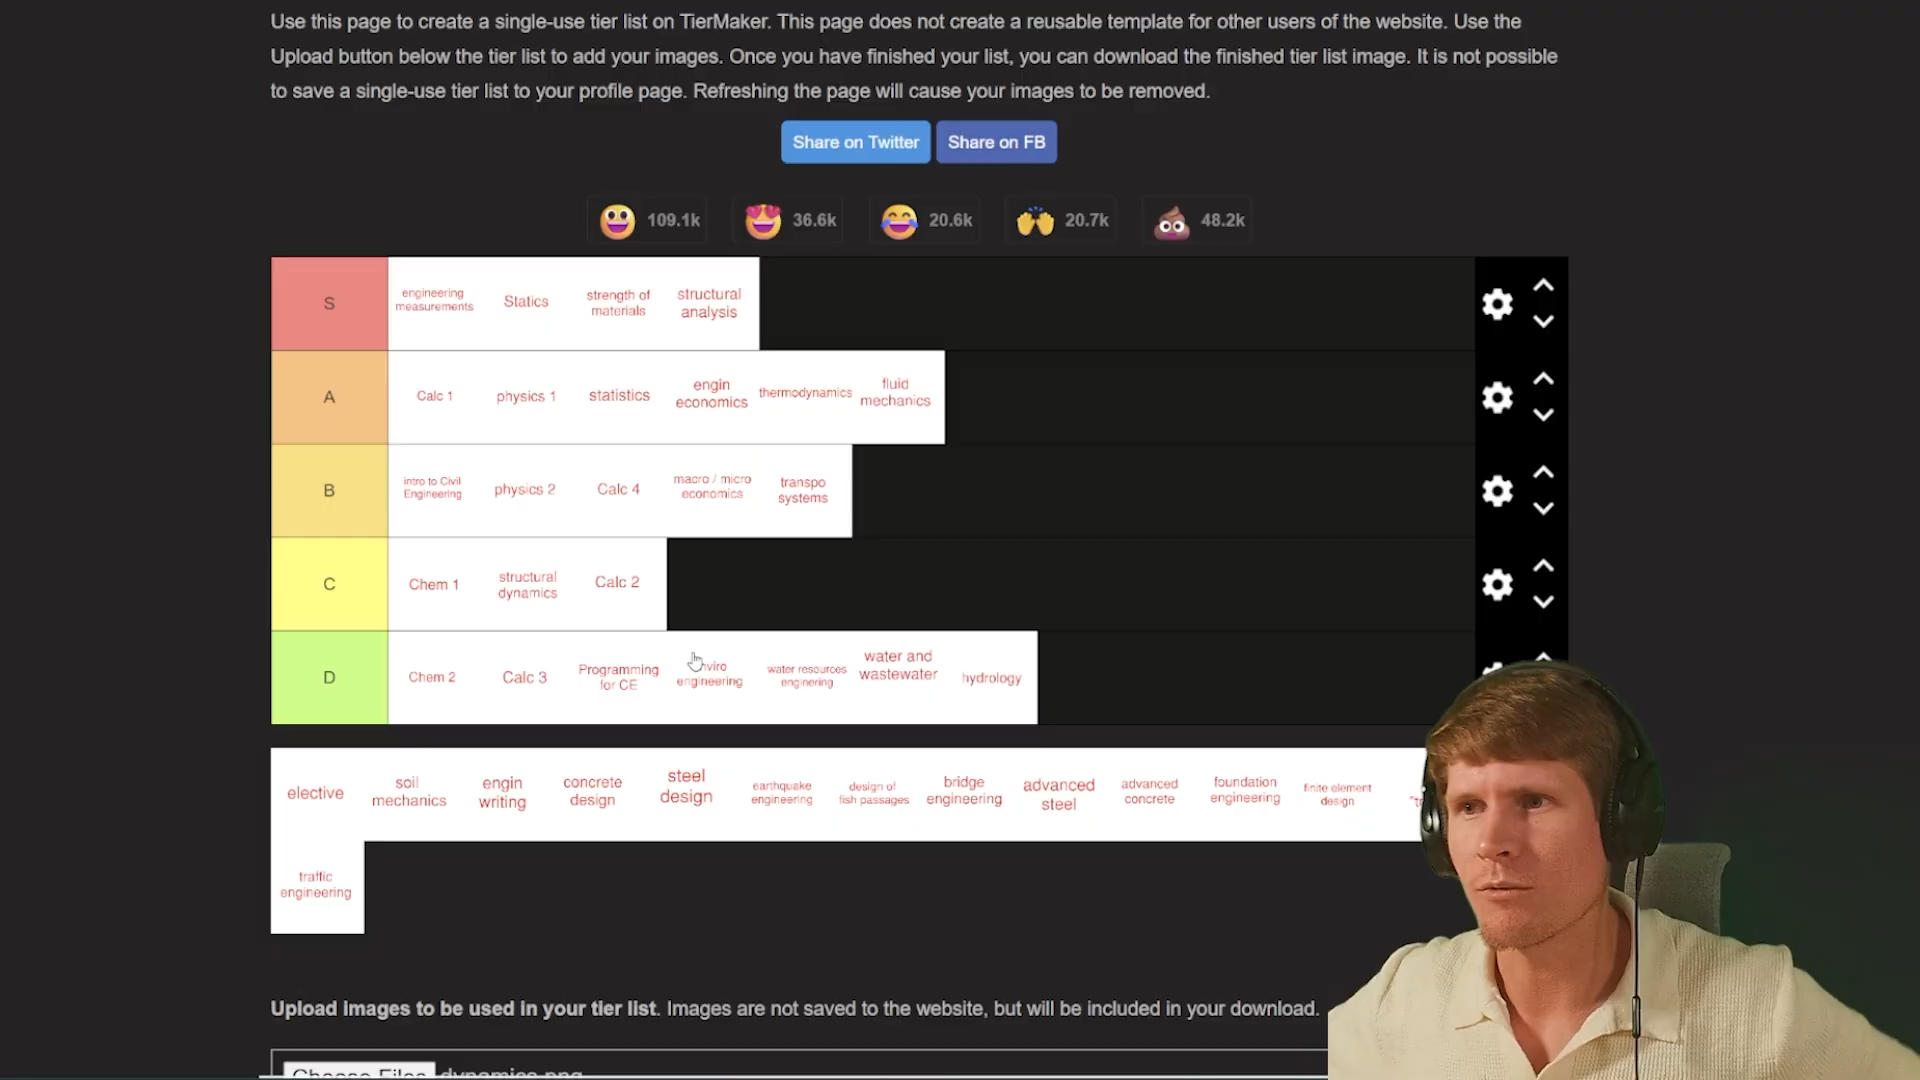 Use this page to create a single-use tier list on TierMaker. This page does not create a reusable template for other users of the website. Use the
Upload button below the tier list to add your images. Once you have finished your list, you can download the finished tier list image. It is not possible
to save a single-use tier list to your profile page. Refreshing the page will cause your images to be removed.
Share on Twitter
Share on FB
109.1k
36.6k
20.6k
20.7k
48.2k
S
engineering
measurements
Statics
strength of
materials
structural
analysis
A
Calc 1
physics 1
statistics
engin
economics
thermodynamics
fluid
mechanics
B
intro to Civil
Engineering
physics 2
Calc 4
macro / micro
economics
transpo
systems
C
Chem 1
structural
dynamics
Calc 2
D
Chem 2
Calc 3
Programming
for CE
engineering
water resources
enginering
water and
wastewater
hydrology
elective
soil
mechanics
engin
writing
concrete
design
steel
design
earthquake
engineering
design of
fish passages
bridge
engineering
advanced
steel
advanced
concrete
foundation
engineering
finite element
design
traffic
engineering
Upload images to be used in your tier list. Images are not saved to the website, but will be included in your download.
Choose Files dynamics.png